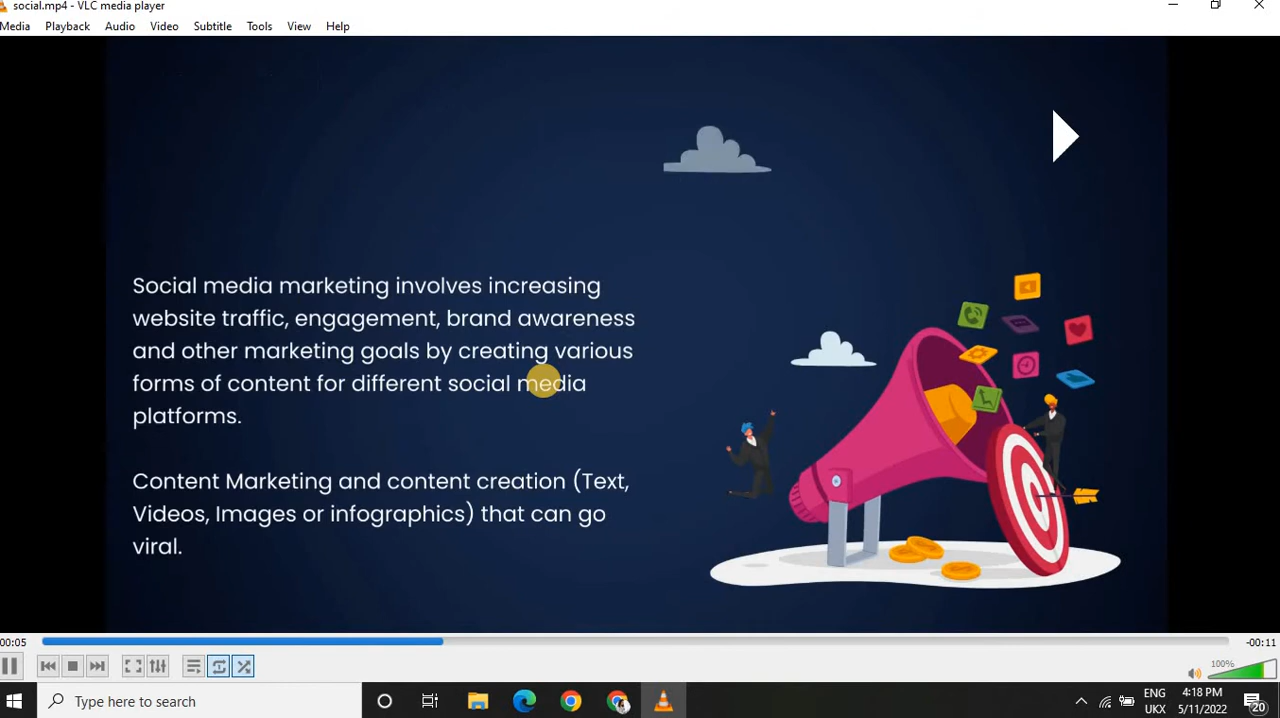 social.mp4 - VLC media player
Media Playback Audio Video Subtitle Tools View Help
Social media marketing involves increasing
website traffic, engagement, brand awareness
and other marketing goals by creating various
forms of content for different social media
platforms.
Content Marketing and content creation (Text,
Videos, Images or infographics) that can go
viral.
00:05
-00:11
100%
Type here to search
ENG
UKX
4:18 PM
5/11/2022
20